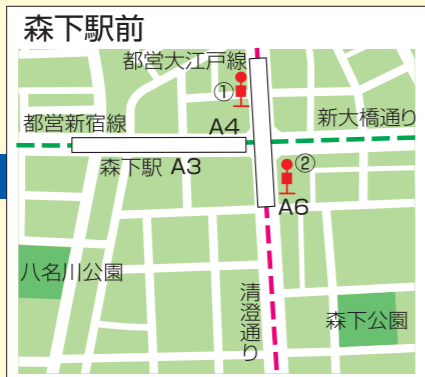 森下駅前
都営大江戸線
①
都営新宿線
A4
新大橋通り
森下駅 A3
②
A6
八名川公園
清澄通り
森下公園